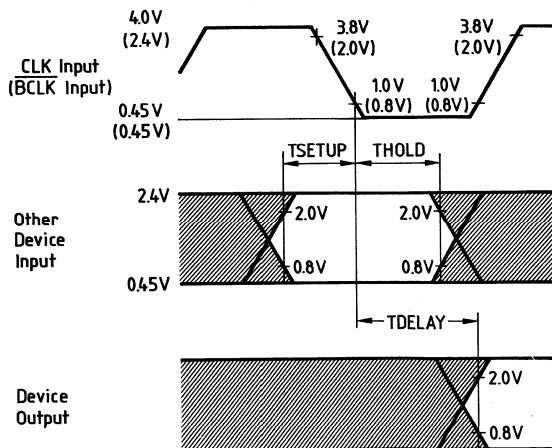 4.0V
(2.4V)
3.8V
(2.0V)
3.8V
(2.0V)
CLK Input
(BCLK Input)
1.0V
(0.8V)
1.0V
(0.8V)
0.45V
(0.45V)
TSETUP
THOLD
2.4V
2.0V
2.0V
Other
Device
Input
0.8V
0.8V
0.45V
TDELAY
2.0V
Device
Output
0.8V